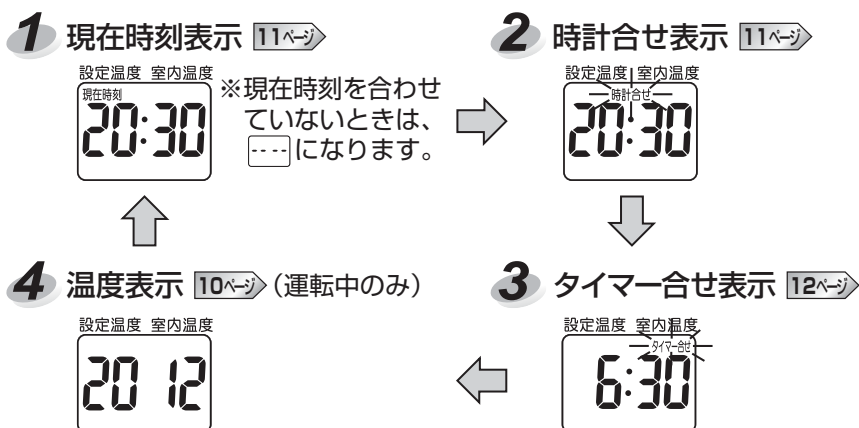 1 現在時刻表示 11ページ
設定温度 室内温度
現在時刻
20:30
※現在時刻を合わせ
ていないときは、
--:--になります。
2 時計合せ表示 11ページ
設定温度 室内温度
時計合せ
20:30
4 温度表示 10ページ (運転中のみ)
設定温度 室内温度
20 12
3 タイマー合せ表示 12ページ
設定温度 室内温度
タイマー合せ
6:30